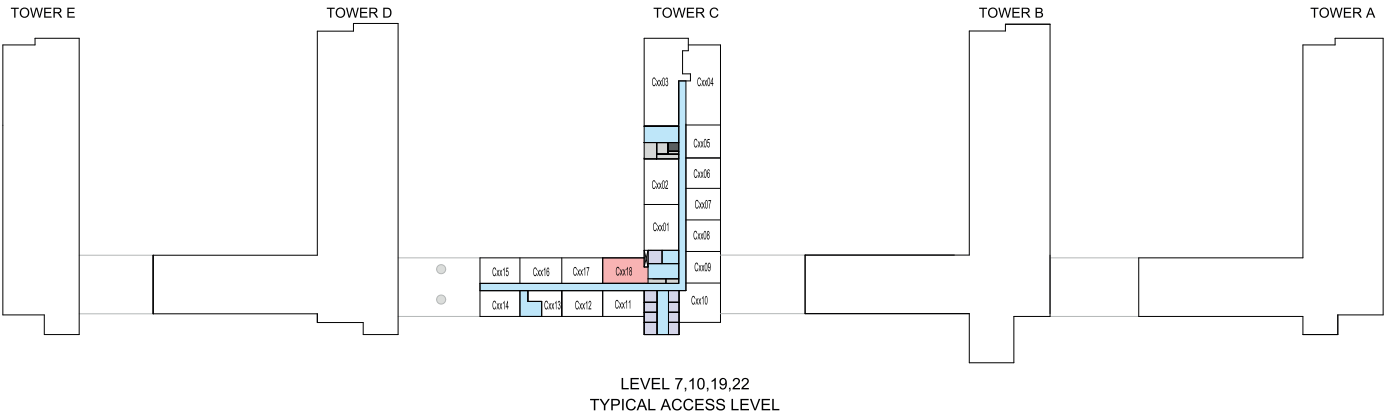 TOWER E
TOWER D
TOWER C
TOWER B
TOWER A
Cxx03
Cxx04
Cxx05
Cxx06
Cxx02
Cxx07
Cxx01
Cxx08
Cxx09
Cxx15
Cxx16
Cxx17
Cxx18
Cxx10
Cxx14
Cxx13
Cxx12
Cxx11
LEVEL 7,10,19,22
TYPICAL ACCESS LEVEL